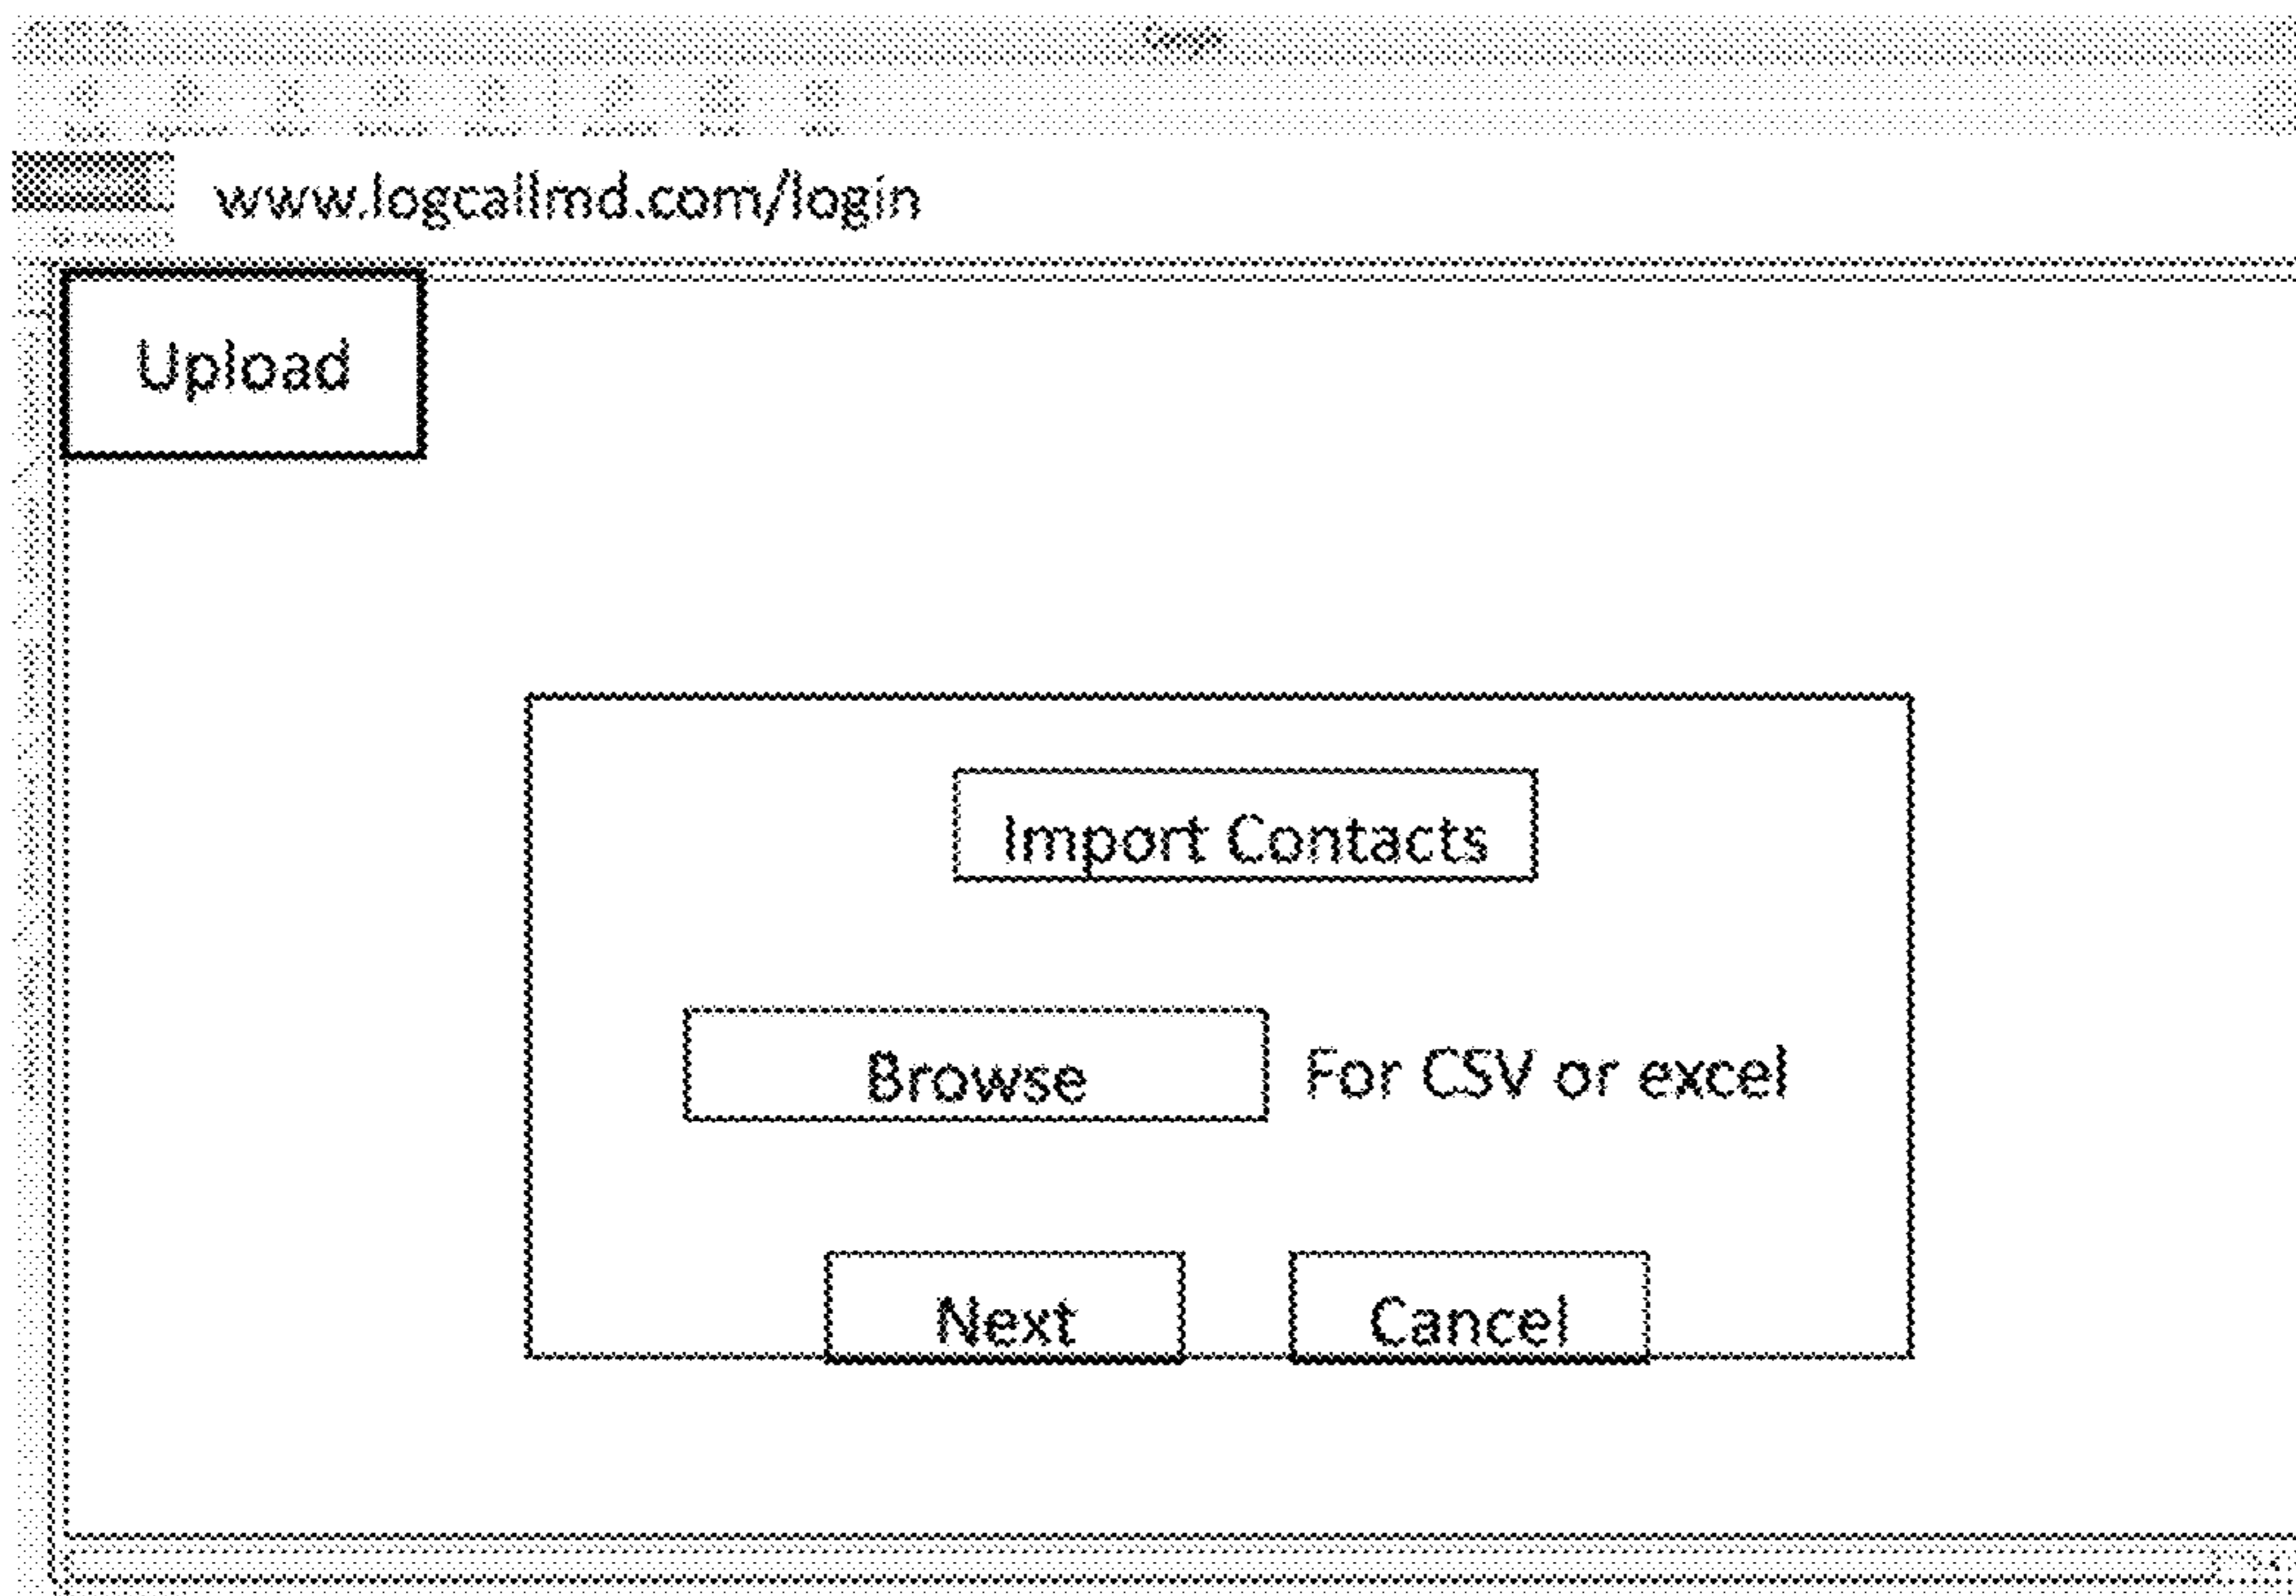 www.logcallmd.com/login
Upload
Import Contacts
Browse For CSV or excel
Next Cancel